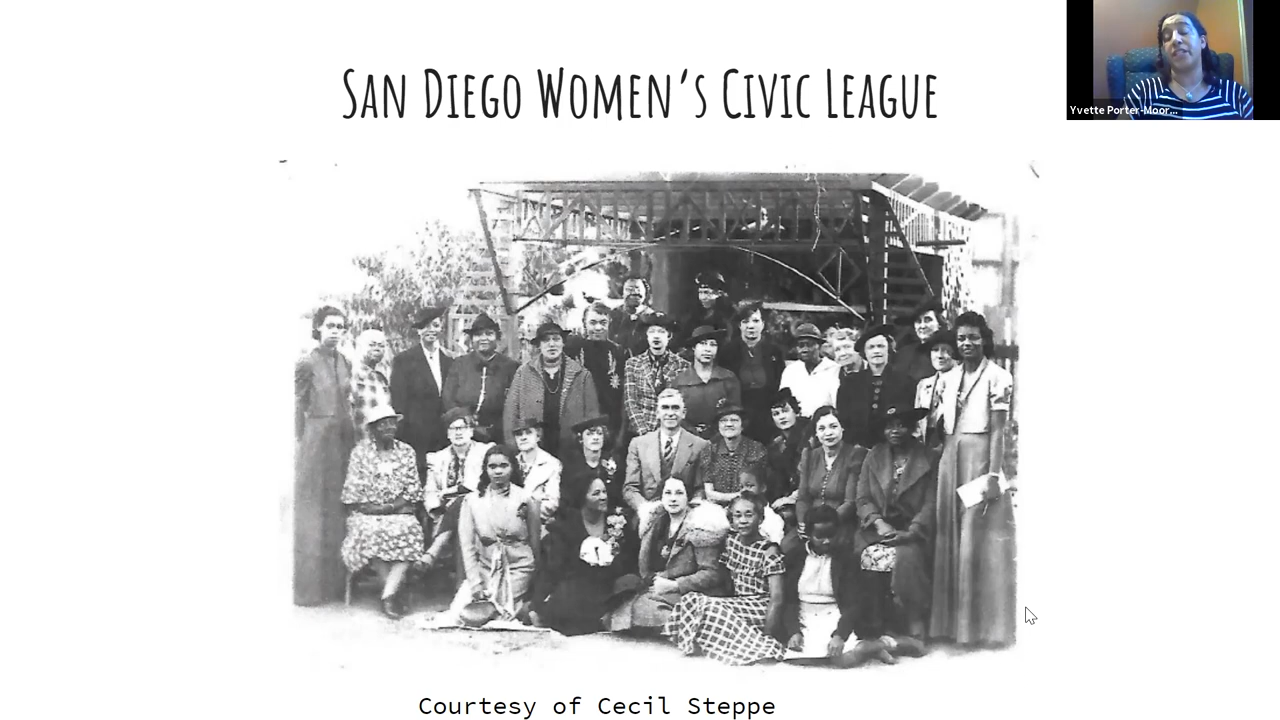 San Diego Women's Civic League
Yvette Porter-Moor...
Courtesy of Cecil Steppe